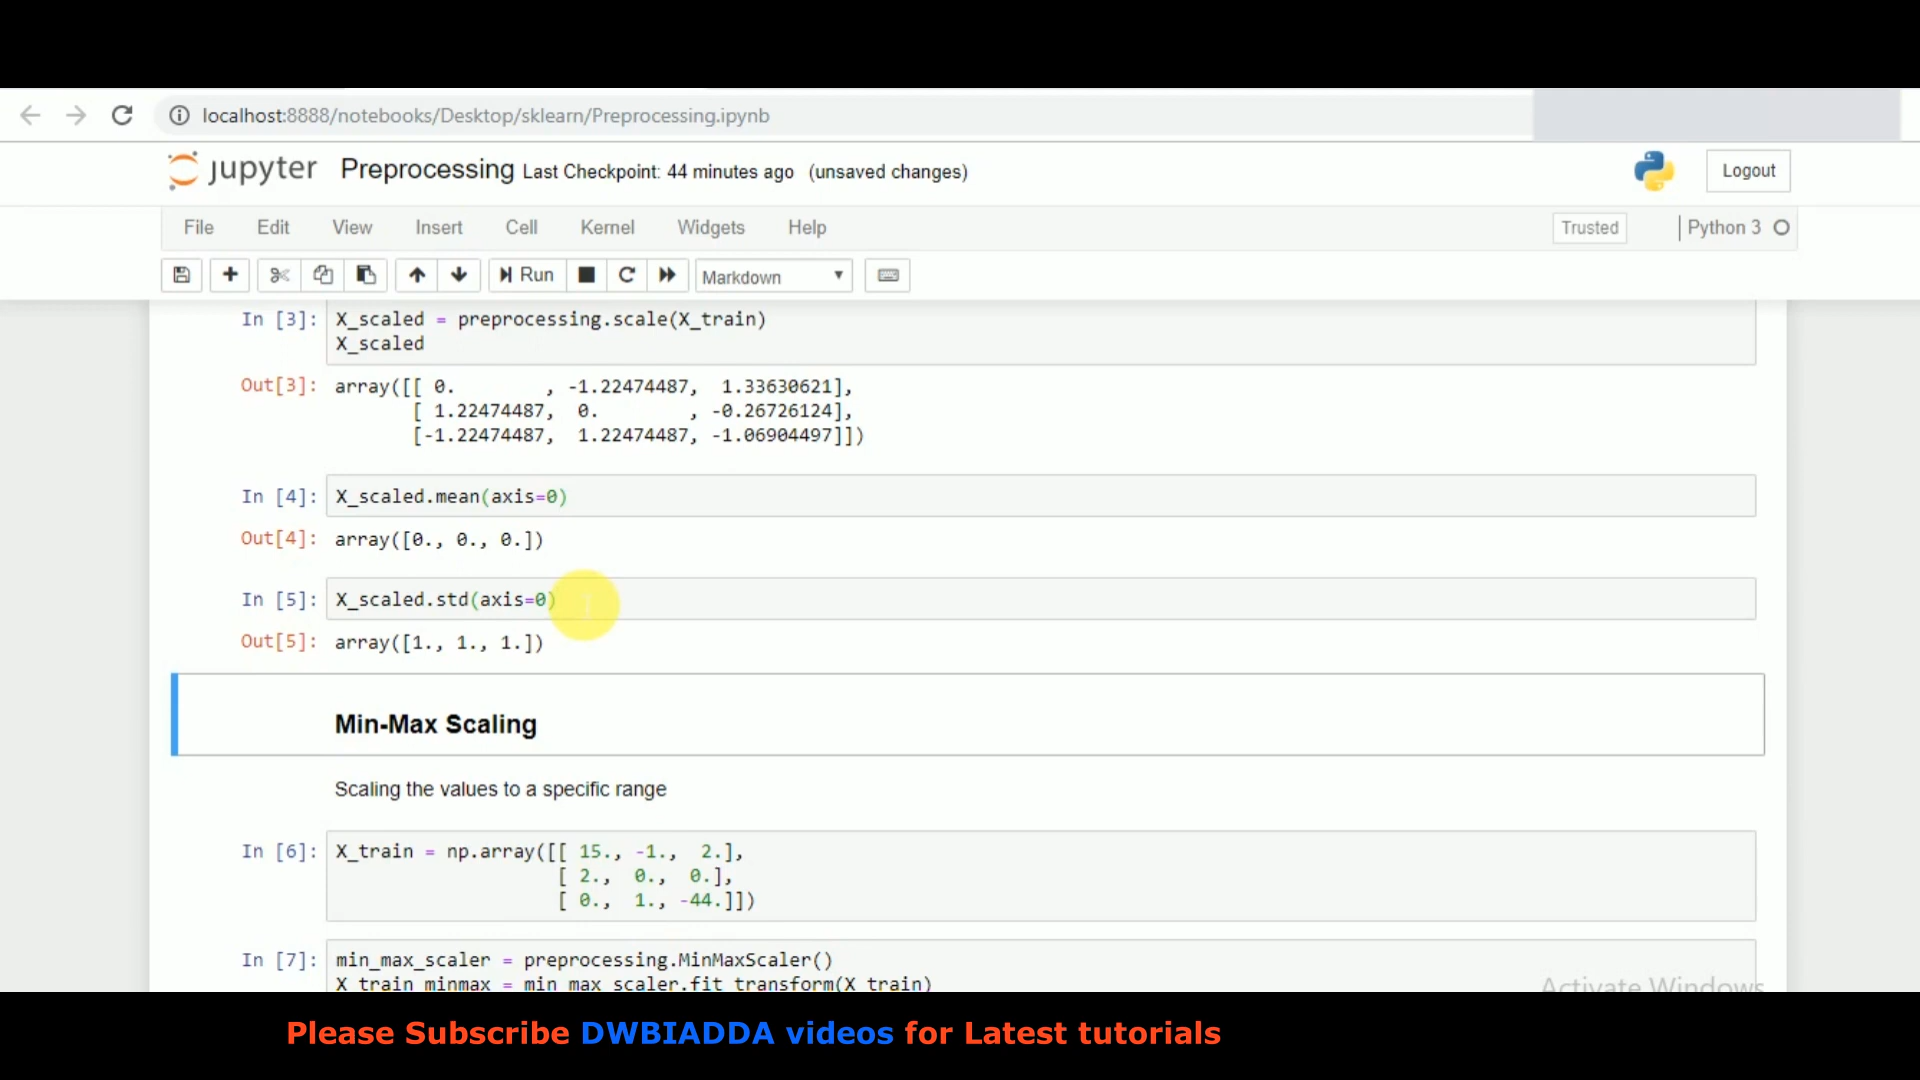 localhost:8888/notebooks/Desktop/sklearn/Preprocessing.ipynb
jupyter Preprocessing Last Checkpoint: 44 minutes ago (unsaved changes) Logout
File Edit View Insert Cell Kernel Widgets Help Trusted Python 3
Run Markdown
In [3]: X_scaled = preprocessing.scale(X_train)
X_scaled
Out[3]: array([[ 0. , -1.22474487, 1.33630621],
[ 1.22474487, 0. , -0.26726124],
[-1.22474487, 1.22474487, -1.06904497]])
In [4]: X_scaled.mean(axis=0)
Out[4]: array([0., 0., 0.])
In [5]: X_scaled.std(axis=0)
Out[5]: array([1., 1., 1.])
Min-Max Scaling
Scaling the values to a specific range
In [6]: X_train = np.array([[ 15., -1., 2.],
[ 2., 0., 0.],
[ 0., 1., -44.]])
In [7]: min_max_scaler = preprocessing.MinMaxScaler()
X_train_minmax = min_max_scaler.fit_transform(X_train)
Activate Windows
Please Subscribe DWBIADDA videos for Latest tutorials